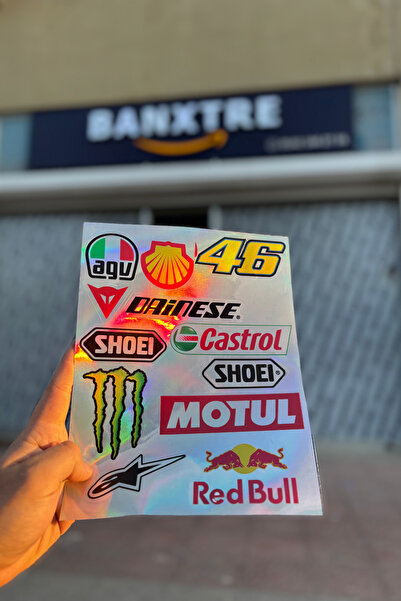 BANXTRE
agv
46
DAiNESE®
SHOEI
Castrol
SHOEI®
MOTUL
Red Bull